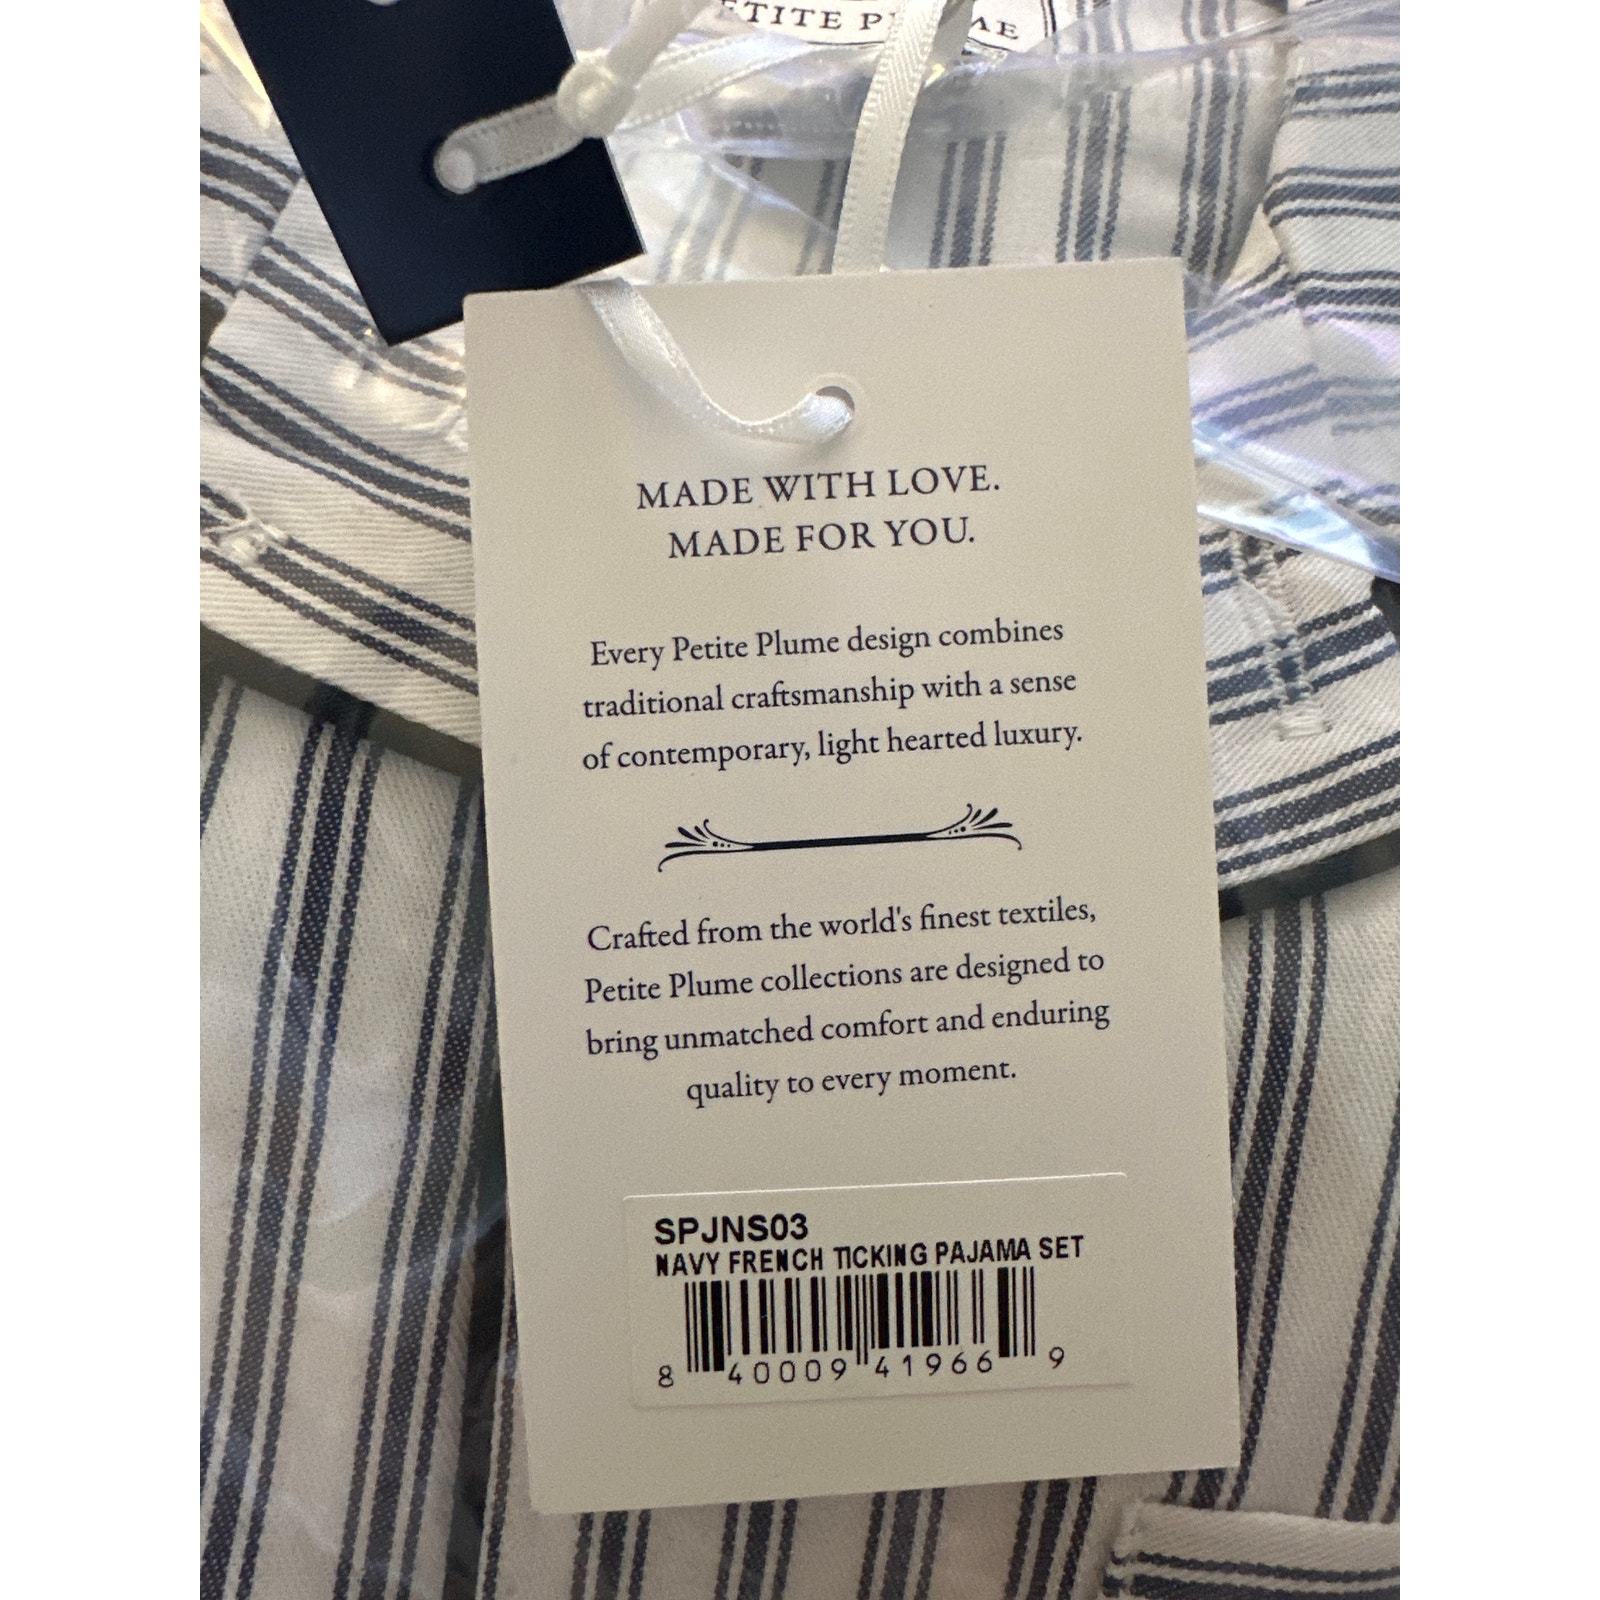 MADE WITH LOVE.
MADE FOR YOU.
Every Petite Plume design combines
traditional craftsmanship with a sense
of contemporary, light hearted luxury.
Crafted from the world's finest textiles,
Petite Plume collections are designed to
bring unmatched comfort and enduring
quality to every moment.
SPJNS03
NAVY FRENCH TICKING PAJAMA SET
8 40009 41966 9